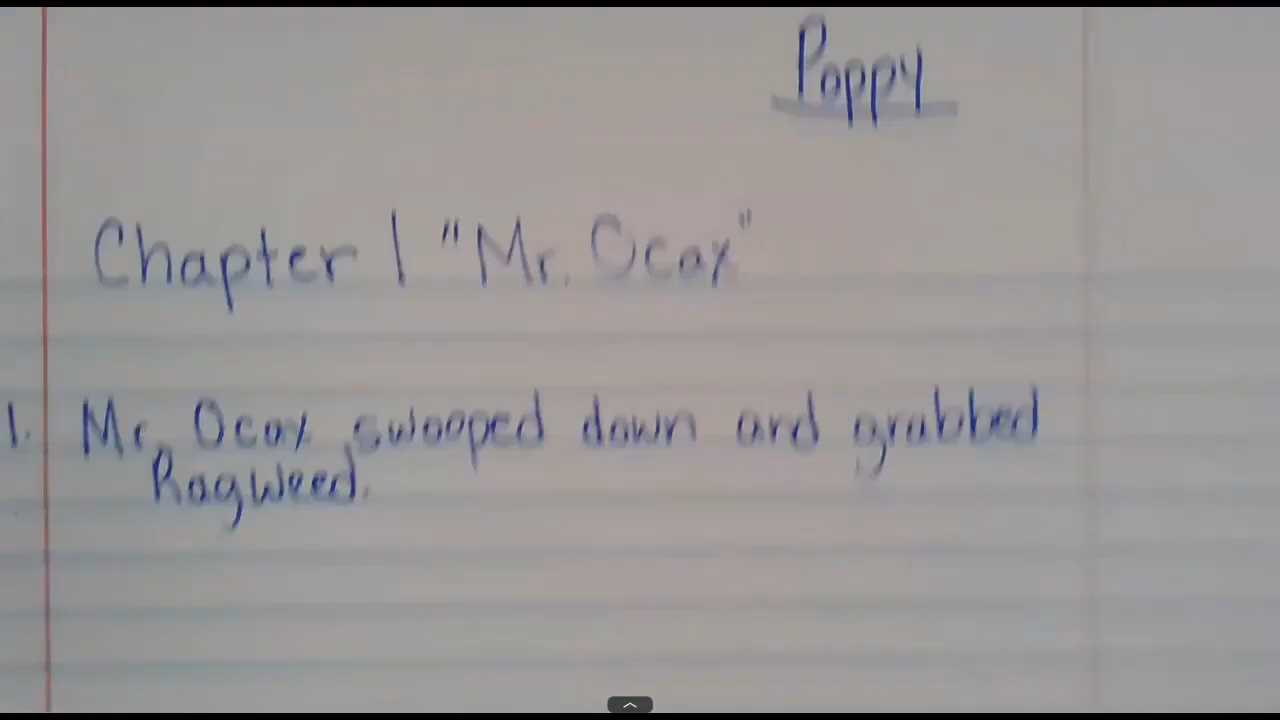 Poppy
Chapter 1 "Mr. Ocax"
1. Mr. Ocax swooped down and grabbed
Ragweed.